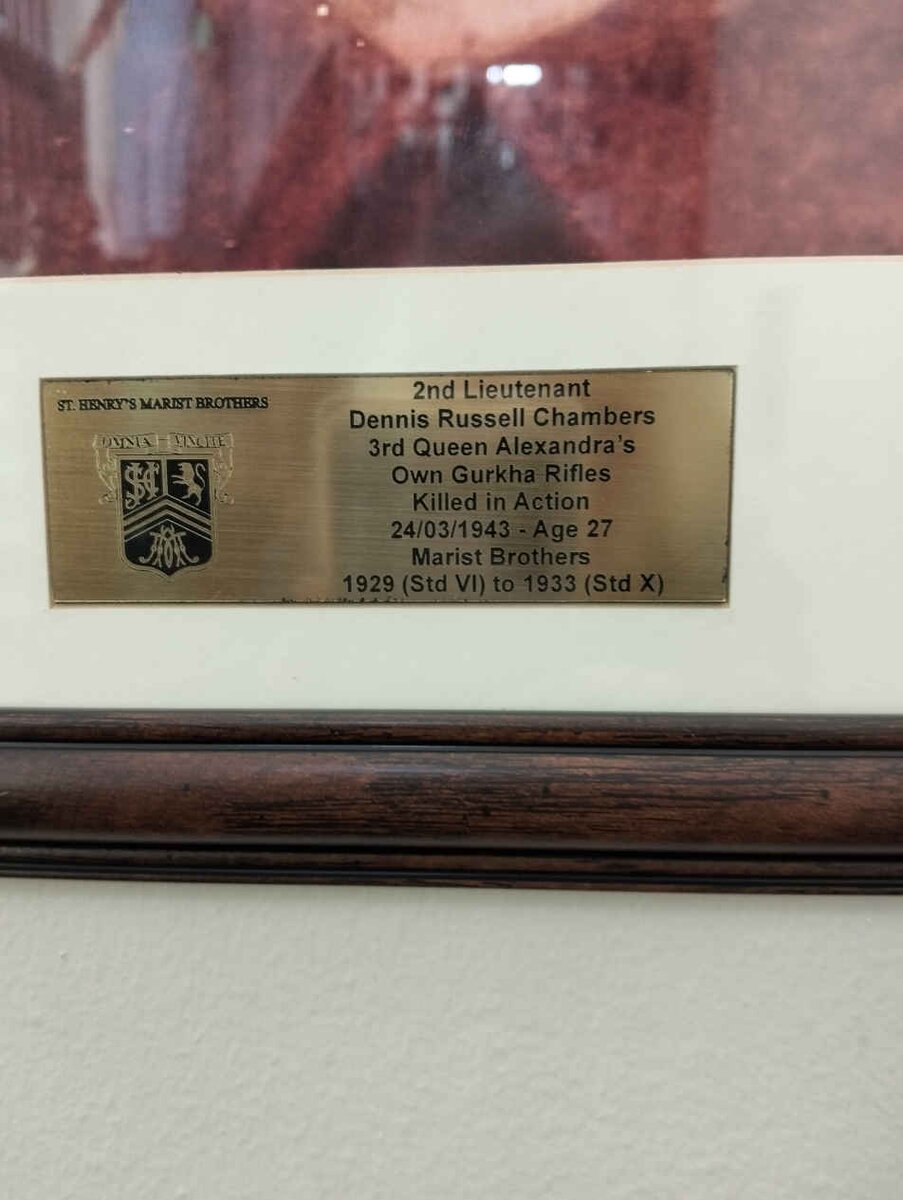 ST. HENRY'S MARIST BROTHERS
OMNIA VINCITE
2nd Lieutenant
Dennis Russell Chambers
3rd Queen Alexandra's
Own Gurkha Rifles
Killed in Action
24/03/1943 - Age 27
Marist Brothers
1929 (Std VI) to 1933 (Std X)